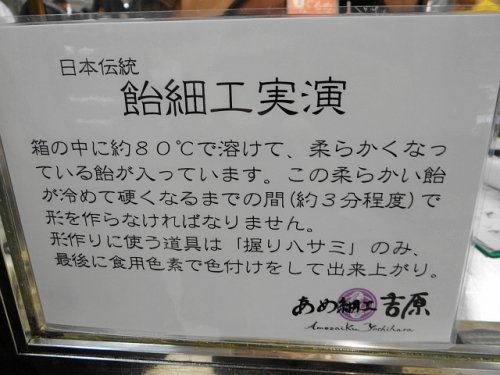 日本伝統
飴細工実演
箱の中に約80℃で溶けて、柔らかくなっ
ている飴が入っています。この柔らかい飴
が冷めて硬くなるまでの間(約3分程度)で
形を作らなければなりません。
形作りに使う道具は「握りハサミ」のみ、
最後に食用色素で色付けをして出来上がり。
あめ細工吉原
Amezaiku Yoshihara